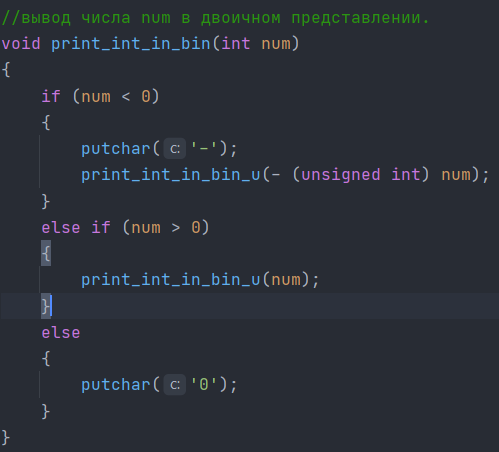 //вывод числа num в двоичном представлении.
void print_int_in_bin(int num)
{
    if (num < 0)
    {
        putchar( c: '-');
        print_int_in_bin_u(- (unsigned int) num);
    }
    else if (num > 0)
    {
        print_int_in_bin_u(num);
    }
    else
    {
        putchar( c: '0');
    }
}